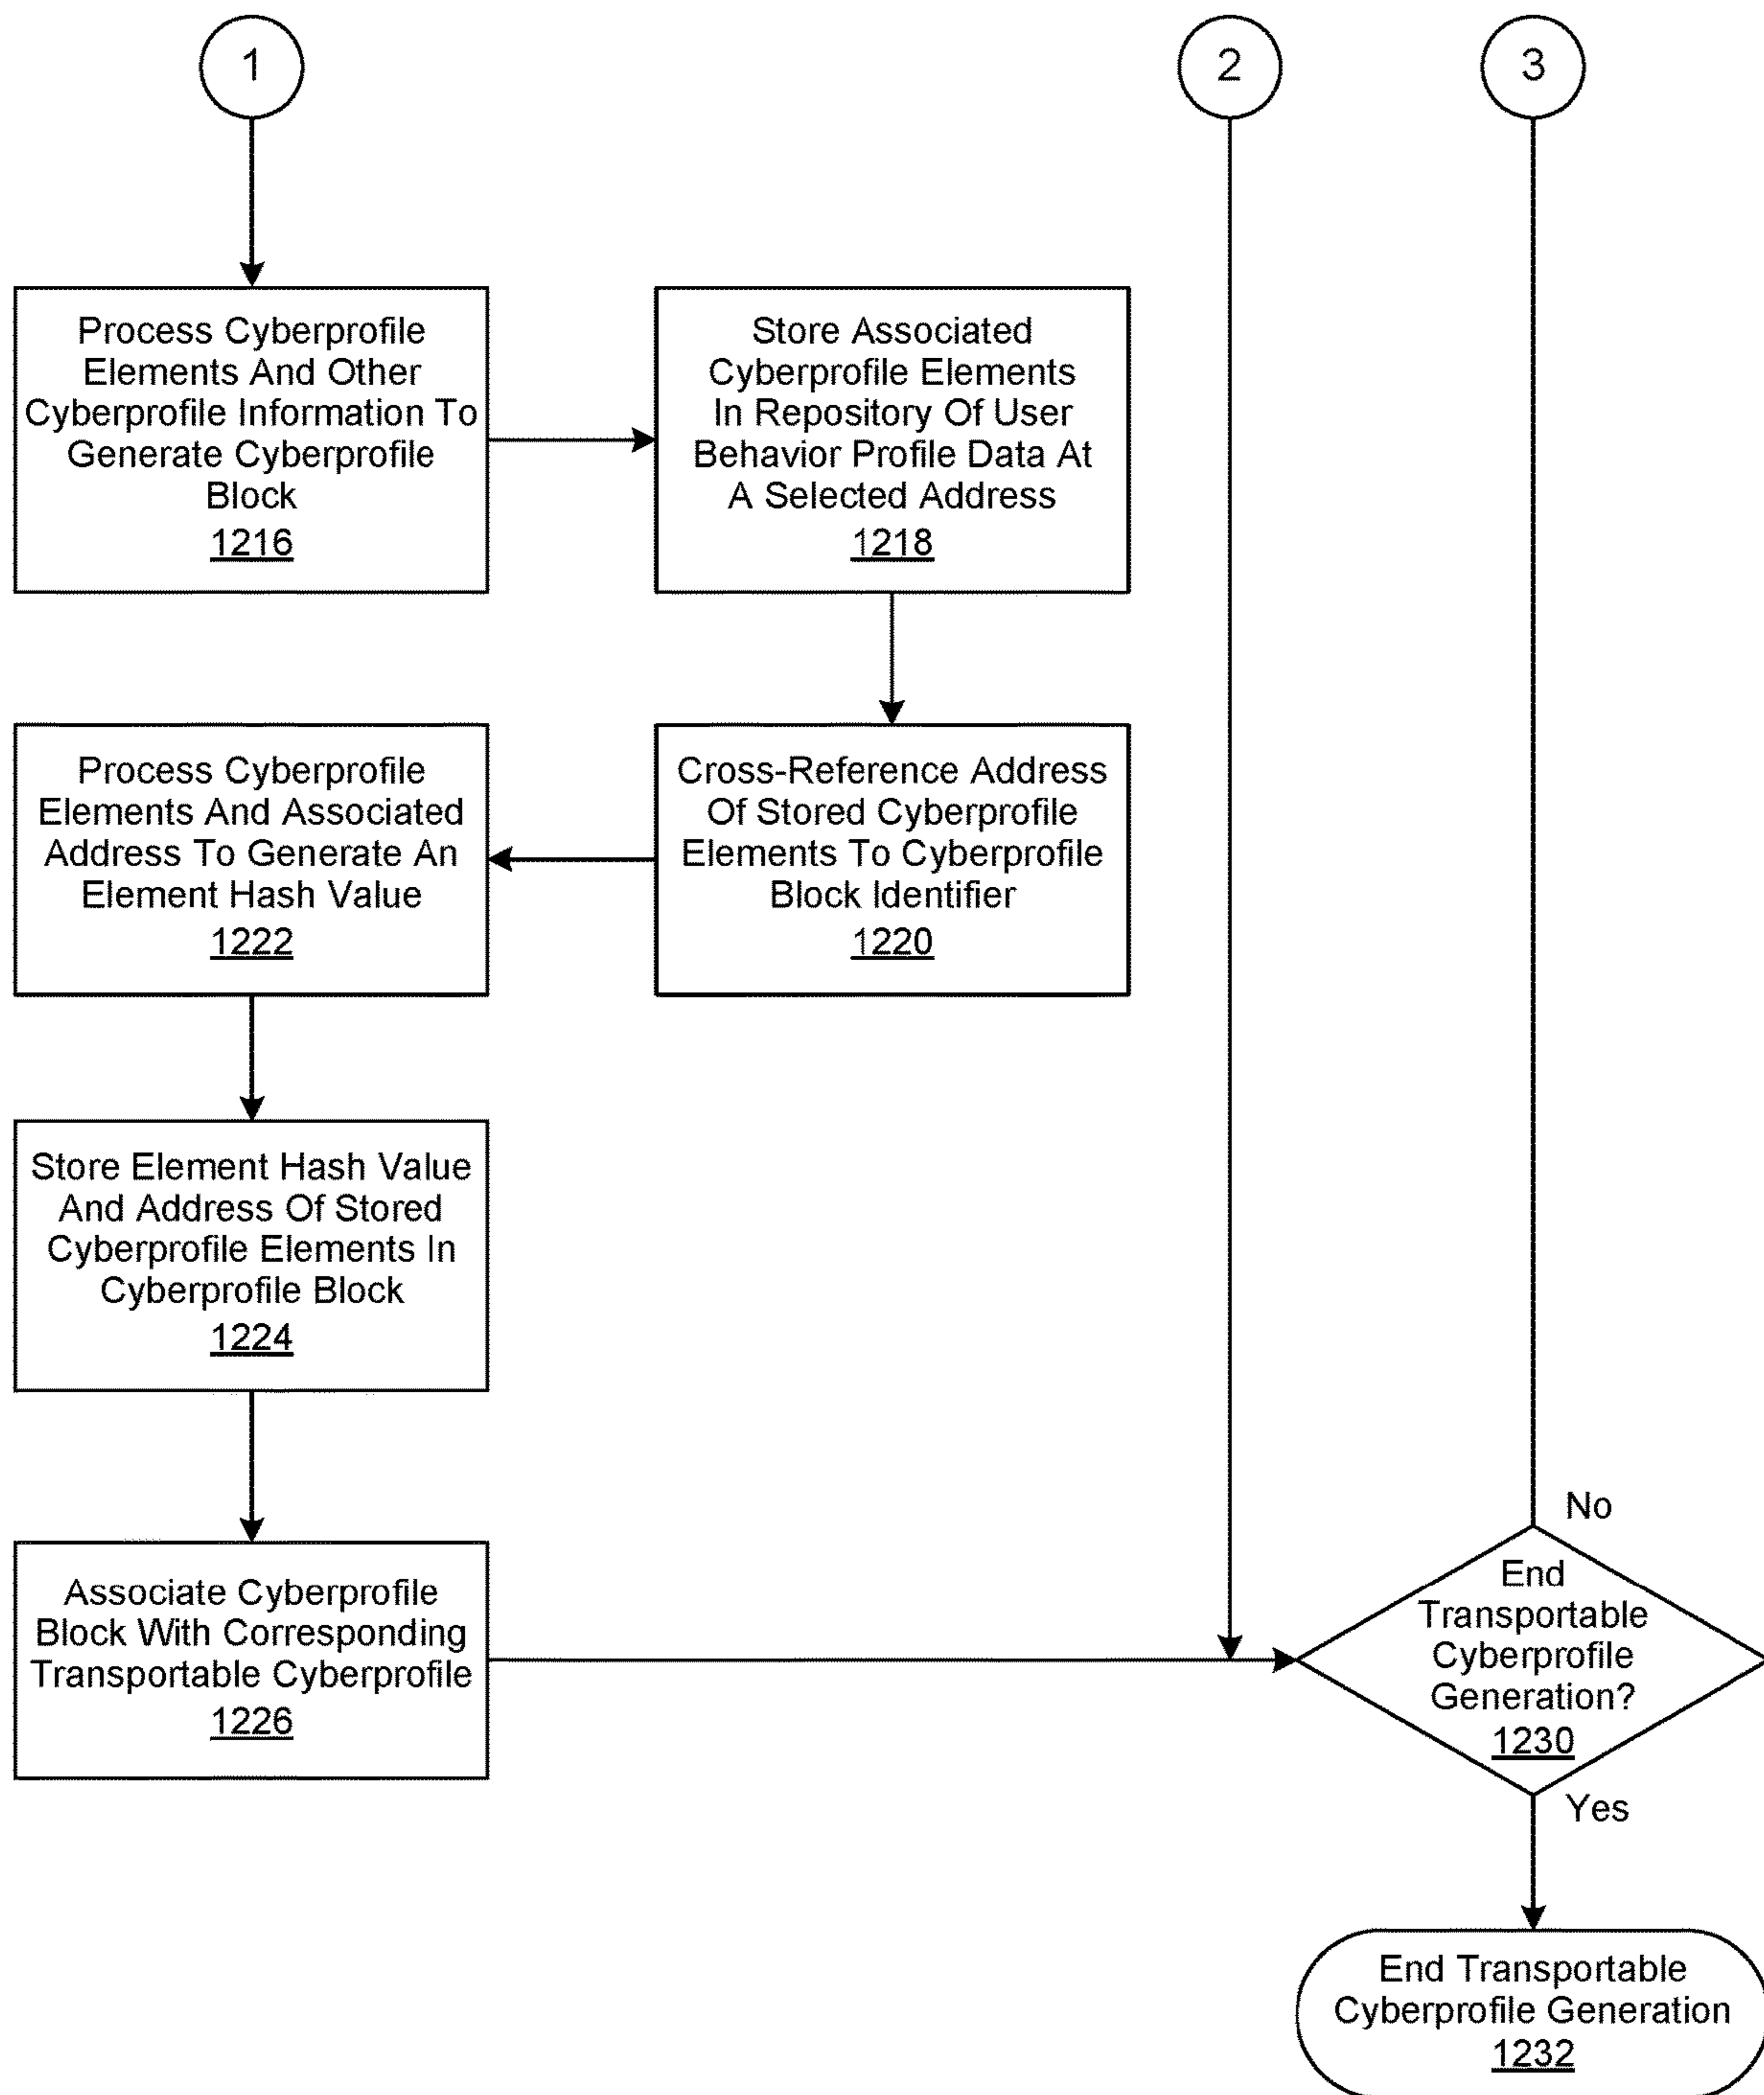 1
2
3
Process Cyberprofile
Elements And Other
Cyberprofile Information To
Generate Cyberprofile
Block
1216
Store Associated
Cyberprofile Elements
In Repository Of User
Behavior Profile Data At
A Selected Address
1218
Cross-Reference Address
Of Stored Cyberprofile
Elements To Cyberprofile
Block Identifier
1220
Process Cyberprofile
Elements And Associated
Address To Generate An
Element Hash Value
1222
Store Element Hash Value
And Address Of Stored
Cyberprofile Elements In
Cyberprofile Block
1224
Associate Cyberprofile
Block With Corresponding
Transportable Cyberprofile
1226
No
End
Transportable
Cyberprofile
Generation?
1230
Yes
End Transportable
Cyberprofile Generation
1232